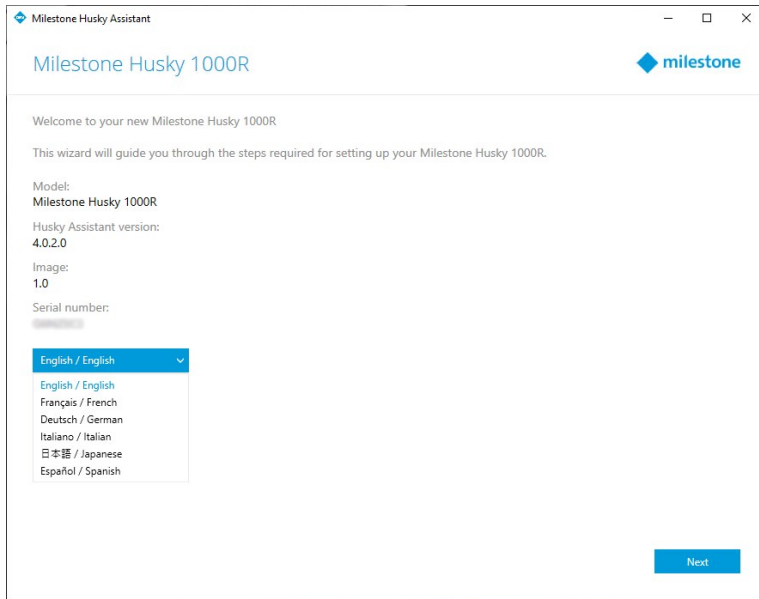 Milestone Husky Assistant
Milestone Husky 1000R
milestone
Welcome to your new Milestone Husky 1000R
This wizard will guide you through the steps required for setting up your Milestone Husky 1000R.
Model:
Milestone Husky 1000R
Husky Assistant version:
4.0.2.0
Image:
1.0
Serial number:
English / English
English / English
Français / French
Deutsch / German
Italiano / Italian
日本語 / Japanese
Español / Spanish
Next